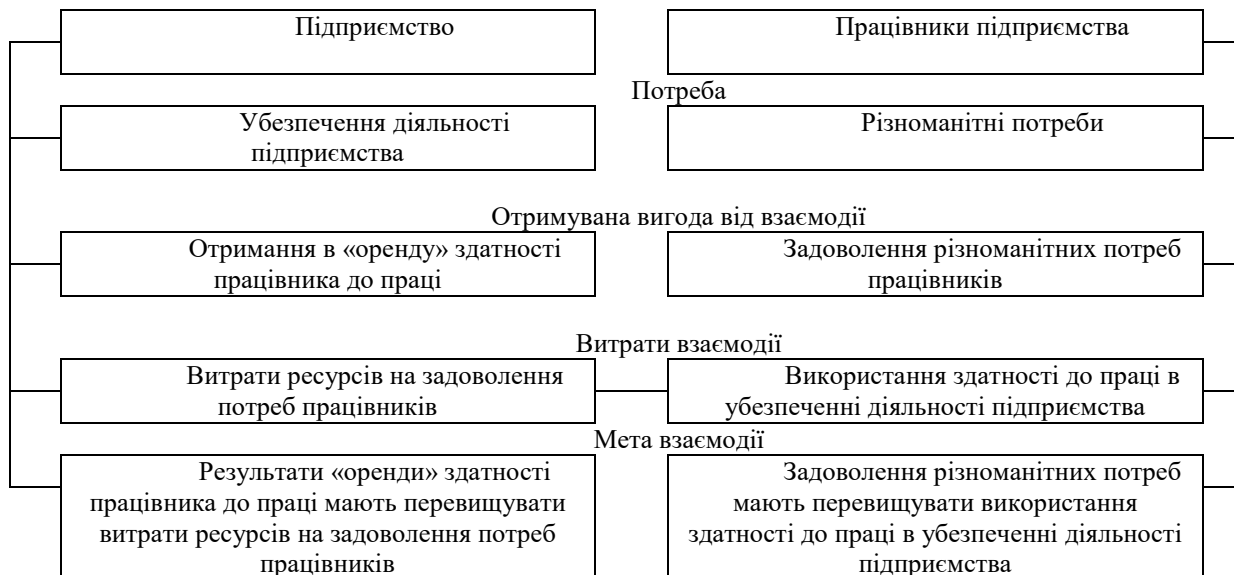 Підприємство
Працівники підприємства
Потреба
Убезпечення діяльності
підприємства
Різноманітні потреби
Отримувана вигода від взаємодії
Отримання в «оренду» здатності
працівника до праці
Задоволення різноманітних потреб
працівників
Витрати взаємодії
Витрати ресурсів на задоволення
потреб працівників
Використання здатності до праці в
убезпеченні діяльності підприємства
Мета взаємодії
Результати «оренди» здатності
працівника до праці мають перевищувати
витрати ресурсів на задоволення потреб
працівників
Задоволення різноманітних потреб
мають перевищувати використання
здатності до праці в убезпеченні діяльності
підприємства